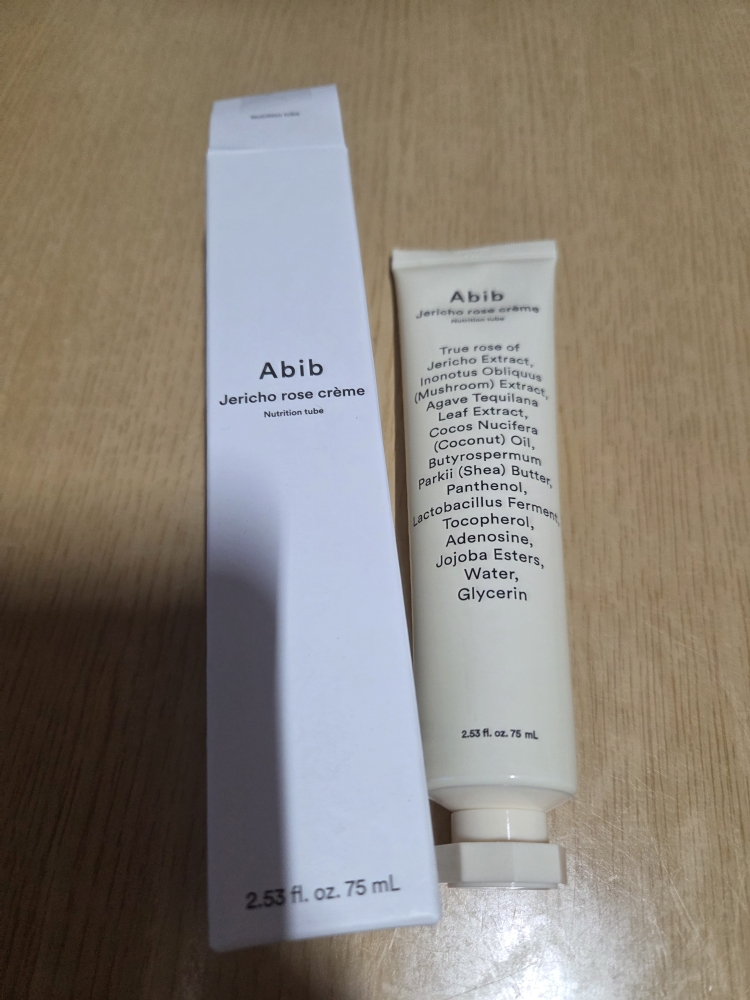 Nutrition tube
Abib
Jericho rose crème
Nutrition tube
2.53 fl. oz. 75 mL
Abib
Jericho rose crème
Nutrition tube
True rose of
Jericho Extract,
Inonotus Obliquus
(Mushroom) Extract,
Agave Tequilana
Leaf Extract,
Cocos Nucifera
(Coconut) Oil,
Butyrospermum
Parkii (Shea) Butter,
Panthenol,
Lactobacillus Ferment,
Tocopherol,
Adenosine,
Jojoba Esters,
Water,
Glycerin
2.53 fl. oz. 75 mL